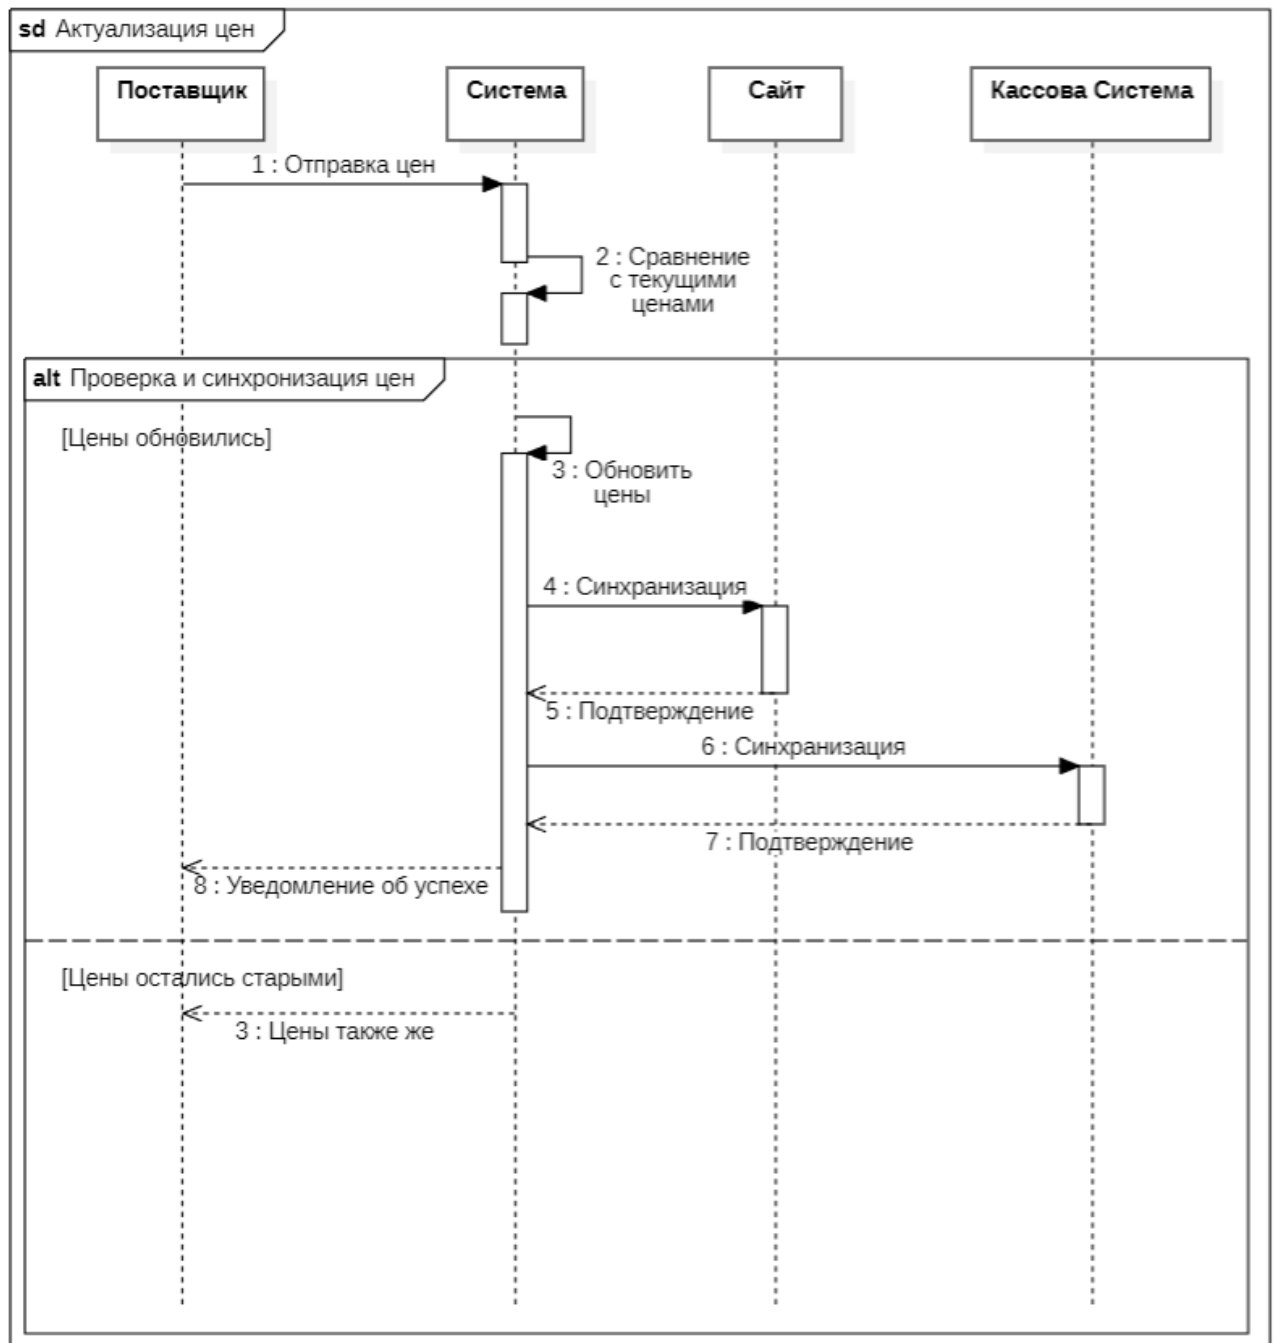 sd Актуализация цен
Поставщик
Система
Сайт
Кассова Система
1 : Отправка цен
2 : Сравнение
с текущими
ценами
alt Проверка и синхронизация цен
[Цены обновились]
3 : Обновить
цены
4 : Синхранизация
5 : Подтверждение
6 : Синхранизация
7 : Подтверждение
8 : Уведомление об успехе
[Цены остались старыми]
3 : Цены также же